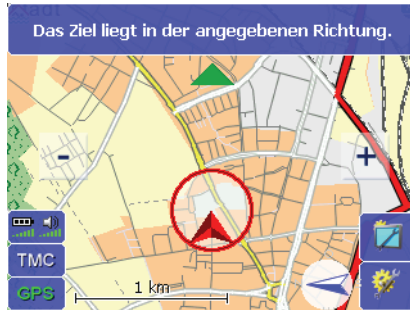 Das Ziel liegt in der angegebenen Richtung.
-
+
TMC
GPS
1 km